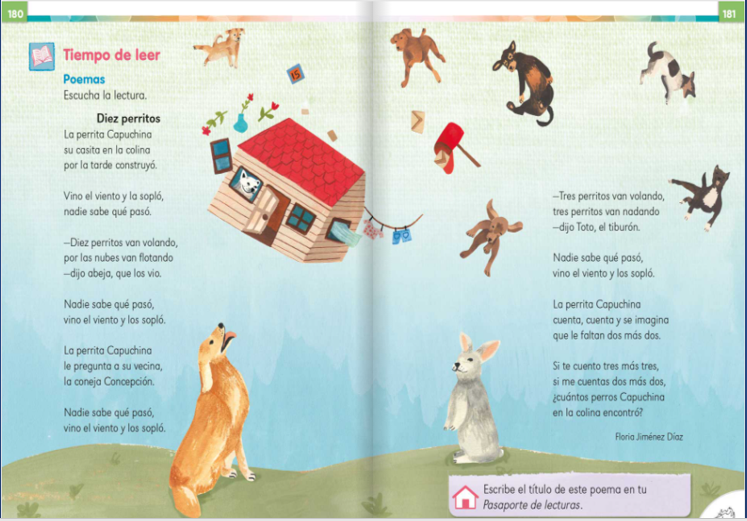 180
Tiempo de leer
Poemas
Escucha la lectura.
Diez perritos
La perrita Capuchina
su casita en la colina
por la tarde construyó.
Vino el viento y la sopló,
nadie sabe qué pasó.
—Diez perritos van volando,
por las nubes van flotando
—dijo abeja, que los vio.
Nadie sabe qué pasó,
vino el viento y los sopló.
La perrita Capuchina
le pregunta a su vecina,
la coneja Concepción.
Nadie sabe qué pasó,
vino el viento y los sopló.
15
181
—Tres perritos van volando,
tres perritos van nadando
—dijo Toto, el tiburón.
Nadie sabe qué pasó,
vino el viento y los sopló.
La perrita Capuchina
cuenta, cuenta y se imagina
que le faltan dos más dos.
Si te cuento tres más tres,
si me cuentas dos más dos,
¿cuántos perros Capuchina
en la colina encontró?
Floria Jiménez Díaz
Escribe el título de este poema en tu
Pasaporte de lecturas.